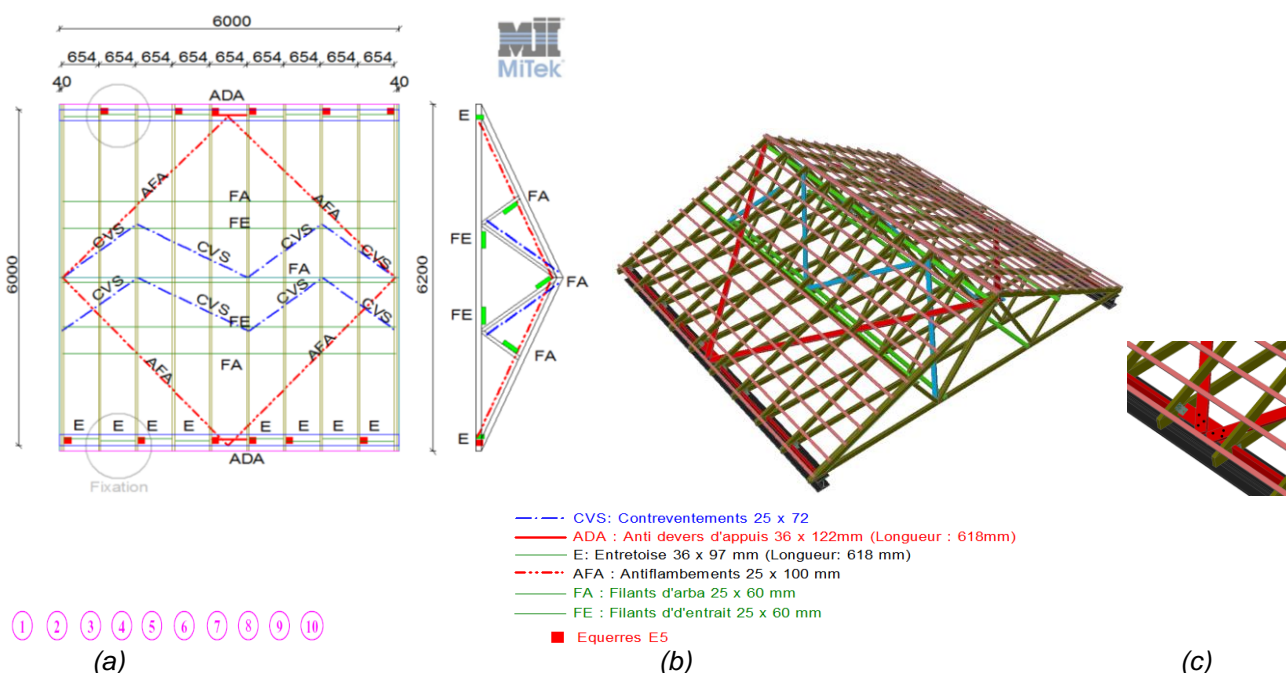 6000
654 654 654 654 654 654 654 654 654
40 40
ADA
AFA AFA
FA
FE
CVS CVS CVS CVS
FA
CVS CVS CVS CVS
FE
AFA AFA
FA
E E E E E E E E
ADA
Fixation
6000
MiTek
6200
E
FA
FE
FA
FE
FA
E
CVS: Contreventements 25 x 72
ADA : Anti devers d'appuis 36 x 122mm (Longueur : 618mm)
E: Entretoise 36 x 97 mm (Longueur: 618 mm)
AFA : Antiflambements 25 x 100 mm
FA : Filants d'arba 25 x 60 mm
FE : Filants d'd'entrait 25 x 60 mm
Equerres E5
1 2 3 4 5 6 7 8 9 10
(a) (b) (c)